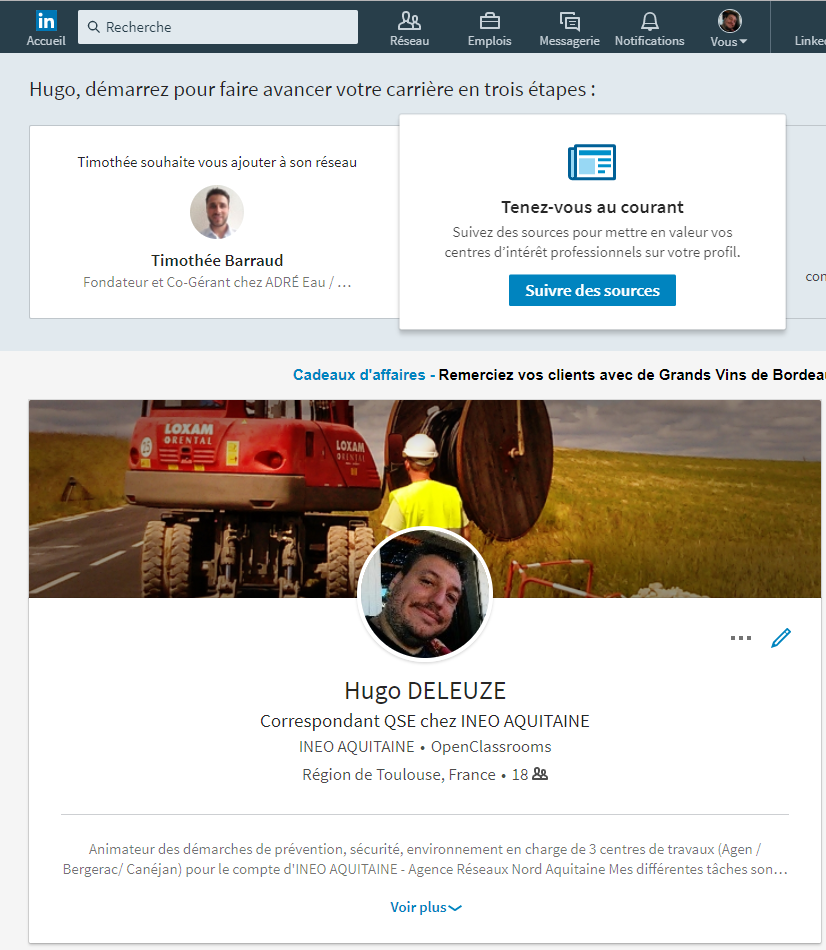 in
Accueil
Recherche
Réseau
Emplois
Messagerie
Notifications
Vous
Linke
Hugo, démarrez pour faire avancer votre carrière en trois étapes :
Timothée souhaite vous ajouter à son réseau
Timothée Barraud
Fondateur et Co-Gérant chez ADRÉ Eau / …
Tenez-vous au courant
Suivez des sources pour mettre en valeur vos
centres d'intérêt professionnels sur votre profil.
Suivre des sources
con
Cadeaux d'affaires - Remerciez vos clients avec de Grands Vins de Bordeau
LOXAM
RENTAL
LOXAM
RENTAL
Hugo DELEUZE
Correspondant QSE chez INEO AQUITAINE
INEO AQUITAINE • OpenClassrooms
Région de Toulouse, France • 18
Animateur des démarches de prévention, sécurité, environnement en charge de 3 centres de travaux (Agen /
Bergerac/ Canéjan) pour le compte d'INEO AQUITAINE - Agence Réseaux Nord Aquitaine Mes différentes tâches son…
Voir plus